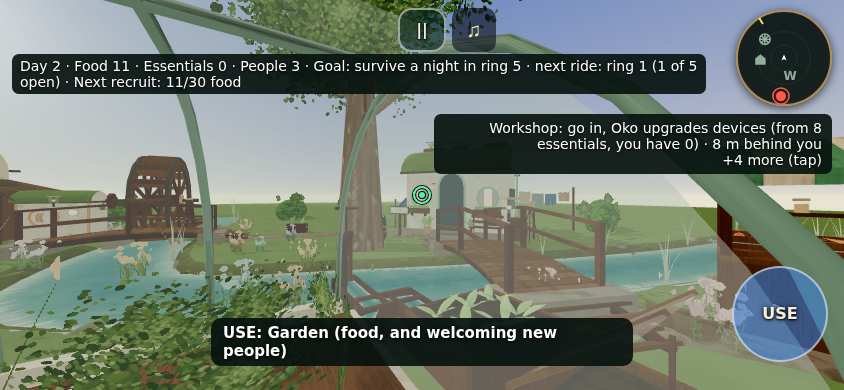 Day 2 · Food 11 · Essentials 0 · People 3 · Goal: survive a night in ring 5 · next ride: ring 1 (1 of 5
open) · Next recruit: 11/30 food
W
Workshop: go in, Oko upgrades devices (from 8
essentials, you have 0) · 8 m behind you
+4 more (tap)
USE
USE: Garden (food, and welcoming new
people)